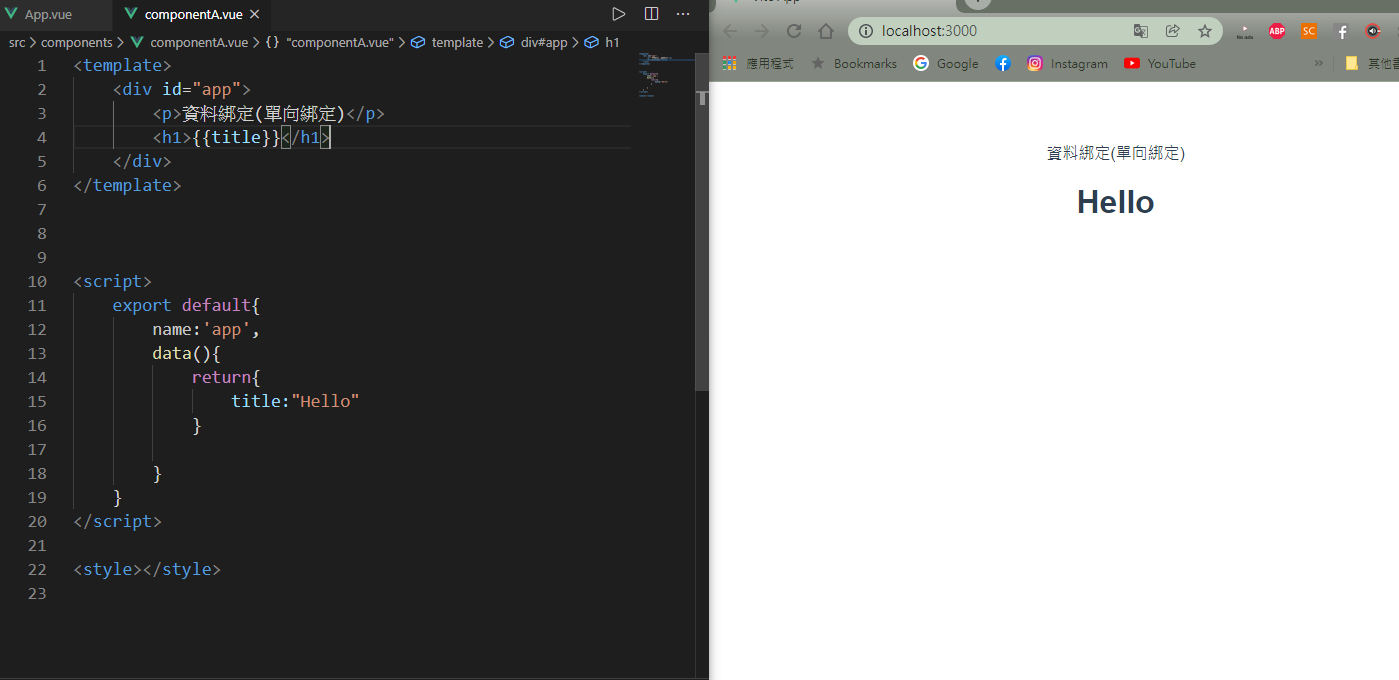 App.vue
componentA.vue
src
components
componentA.vue
{} "componentA.vue"
template
div#app
h1
1 <template>
2 <div id="app">
3 <p>資料綁定(單向綁定)</p>
4 <h1>{{title}}</h1>
5 </div>
6 </template>
7
8
9
10 <script>
11 export default{
12 name:'app',
13 data(){
14 return{
15 title:"Hello"
16 }
17
18 }
19 }
20 </script>
21
22 <style></style>
23
localhost:3000
No ads
ABP
SC
應用程式
Bookmarks
Google
Instagram
YouTube
»
資料綁定(單向綁定)
Hello